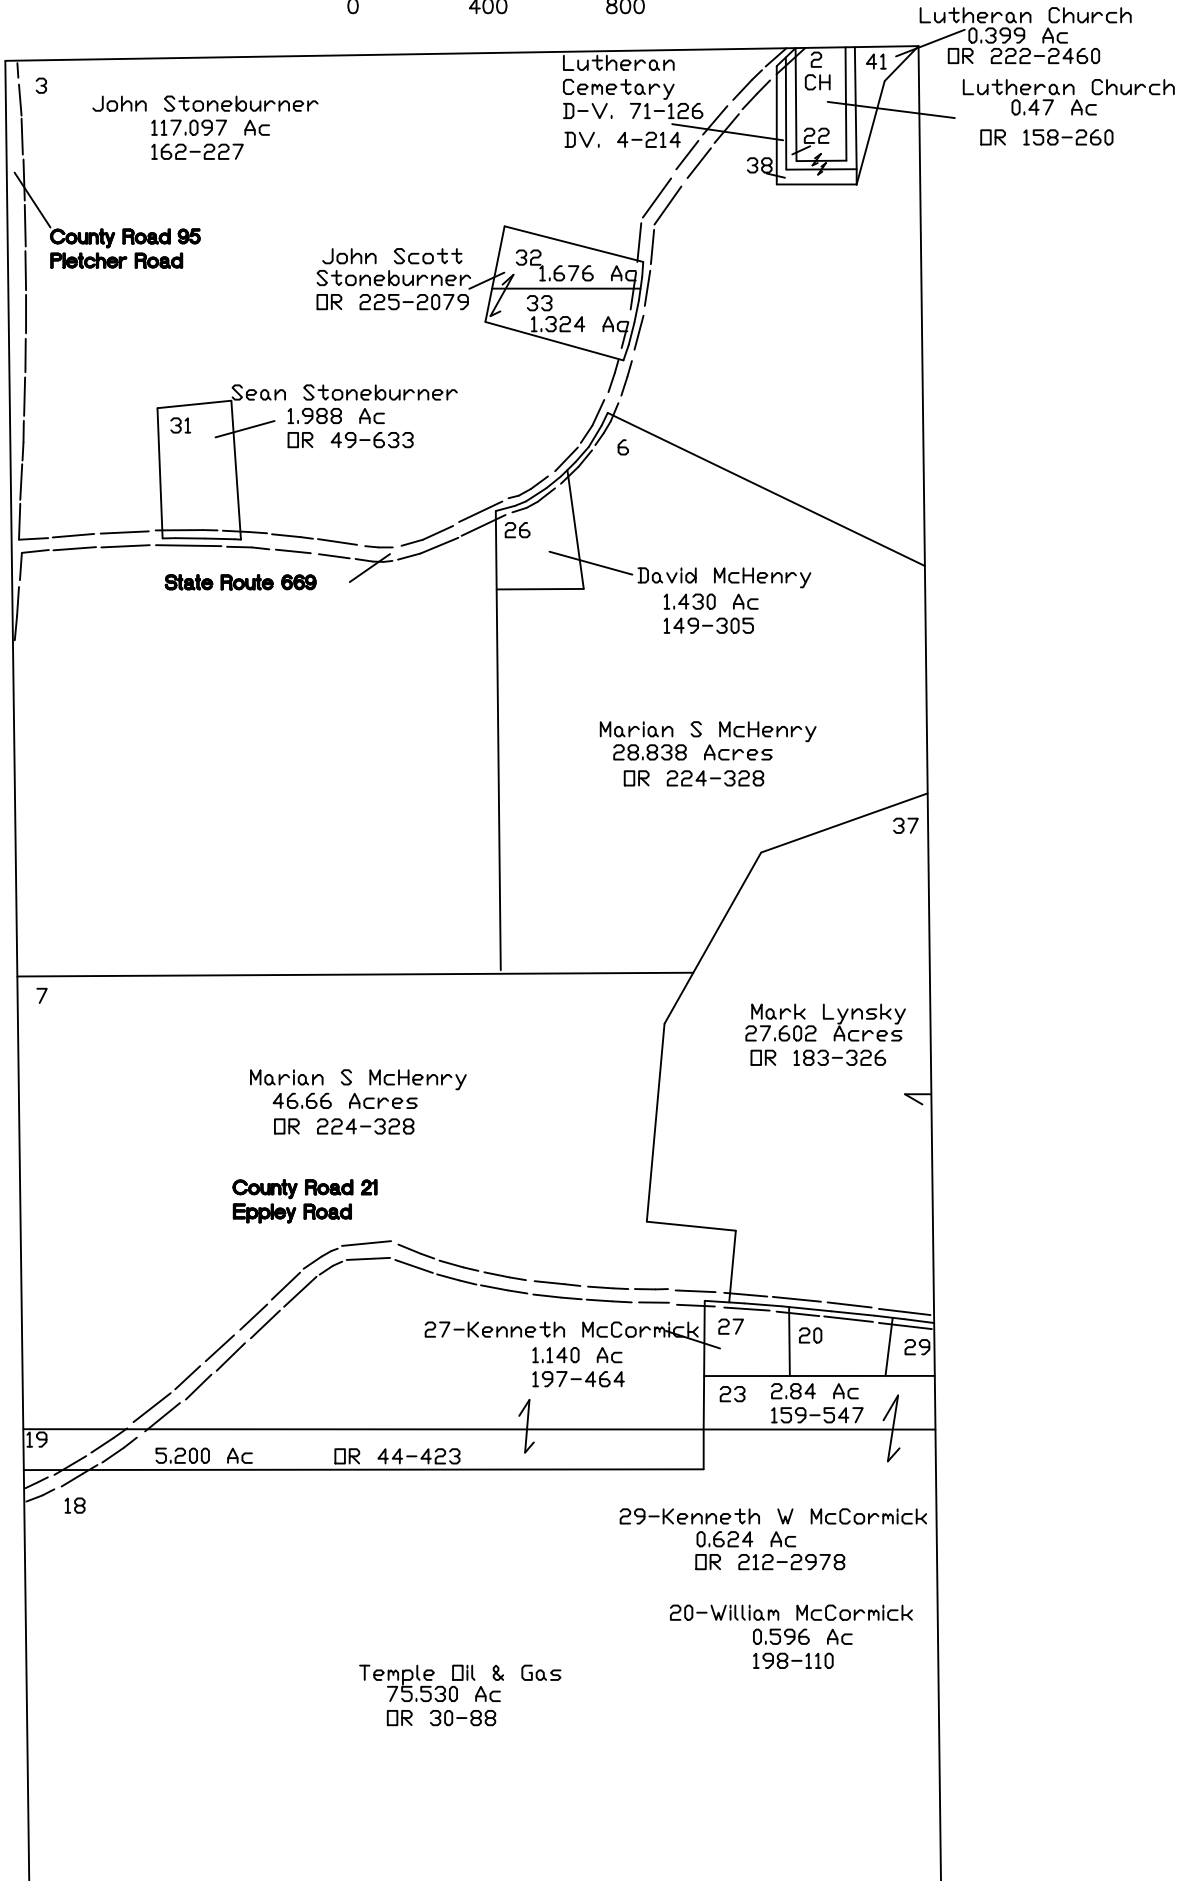 0 400 800
Lutheran Church
0.399 Ac
OR 222-2460
Lutheran Church
0.47 Ac
OR 158-260
41
2
CH
22
38
Lutheran
Cemetary
D-V. 71-126
DV. 4-214
3
John Stoneburner
117.097 Ac
162-227
County Road 95
Pletcher Road
John Scott
Stoneburner
OR 225-2079
32
1.676 Ac
33
1.324 Ac
Sean Stoneburner
1.988 Ac
OR 49-633
31
6
26
State Route 669
David McHenry
1.430 Ac
149-305
Marian S McHenry
28.838 Acres
OR 224-328
37
7
Mark Lynsky
27.602 Acres
OR 183-326
Marian S McHenry
46.66 Acres
OR 224-328
County Road 21
Eppley Road
27-Kenneth McCormick
1.140 Ac
197-464
27
20
29
23
2.84 Ac
159-547
19
5.200 Ac OR 44-423
18
29-Kenneth W McCormick
0.624 Ac
OR 212-2978
20-William McCormick
0.596 Ac
198-110
Temple Oil & Gas
75.530 Ac
OR 30-88